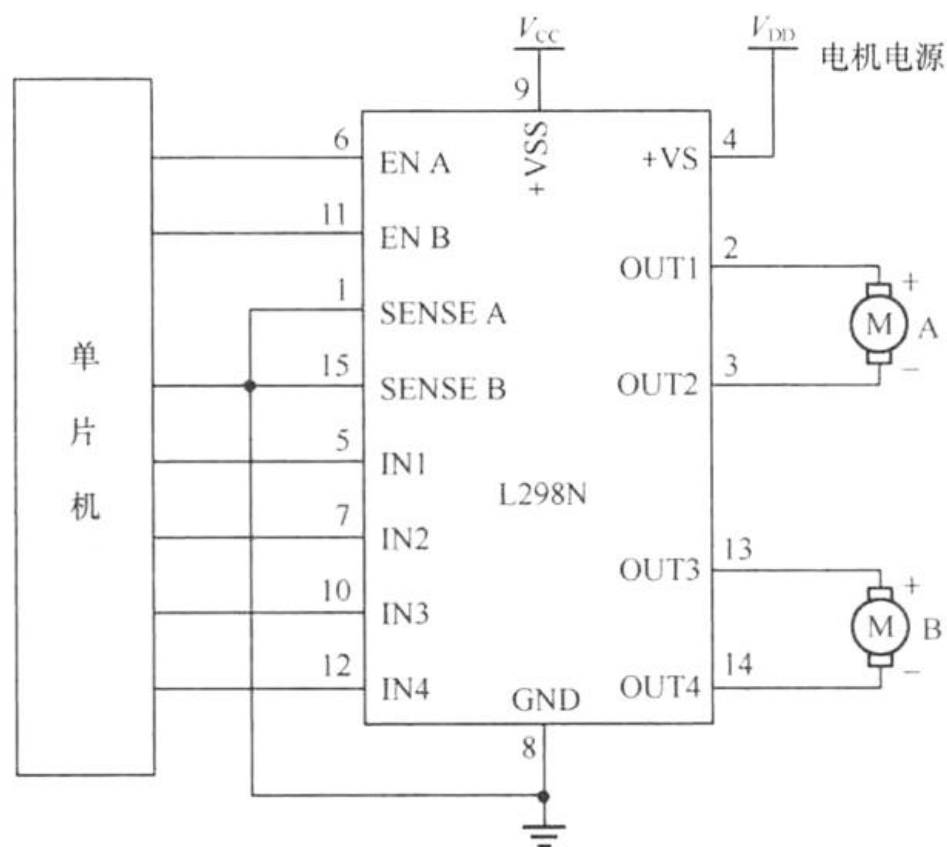 V_CC
V_DD
电机电源
9
6
EN A
+VSS
4
+VS
11
EN B
2
OUT1
1
SENSE A
+
M
A
−
单片机
15
SENSE B
3
OUT2
5
IN1
L298N
7
IN2
13
OUT3
10
IN3
+
M
B
−
12
IN4
14
OUT4
GND
8